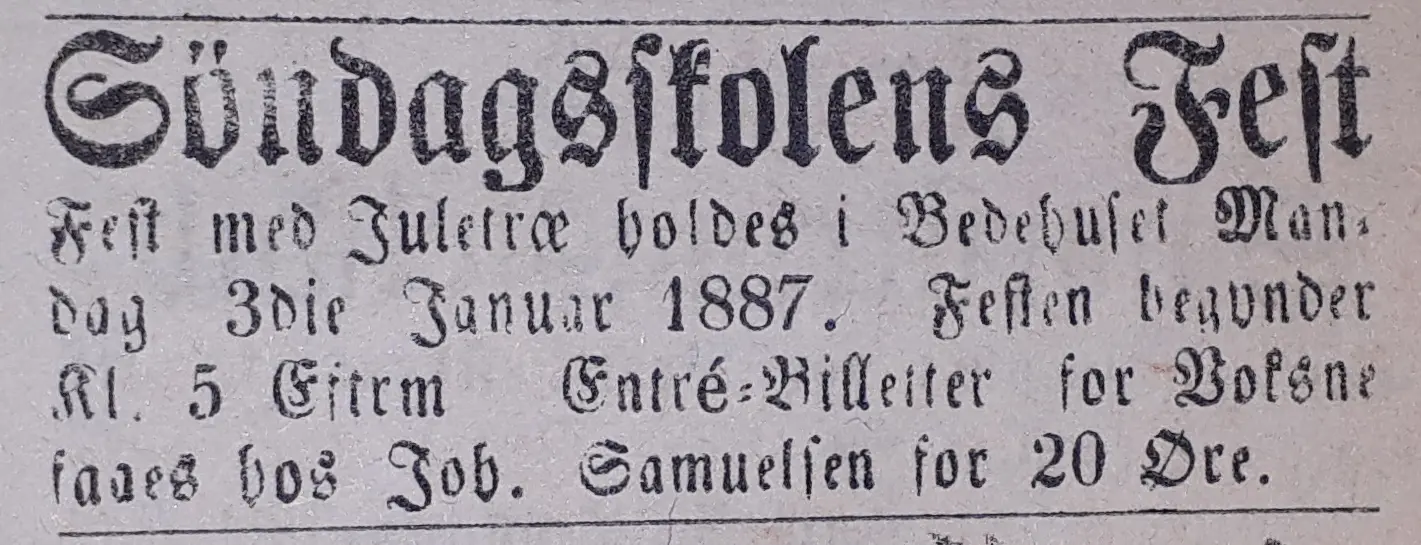 Söndagsskolens Fest
Fest med Juletræ holdes i Bedehuset Man-
dag 3die Januar 1887. Festen begynder
Kl. 5 Eftrm Entré-Billetter for Voksne
faaes hos Joh. Samuelsen for 20 Øre.